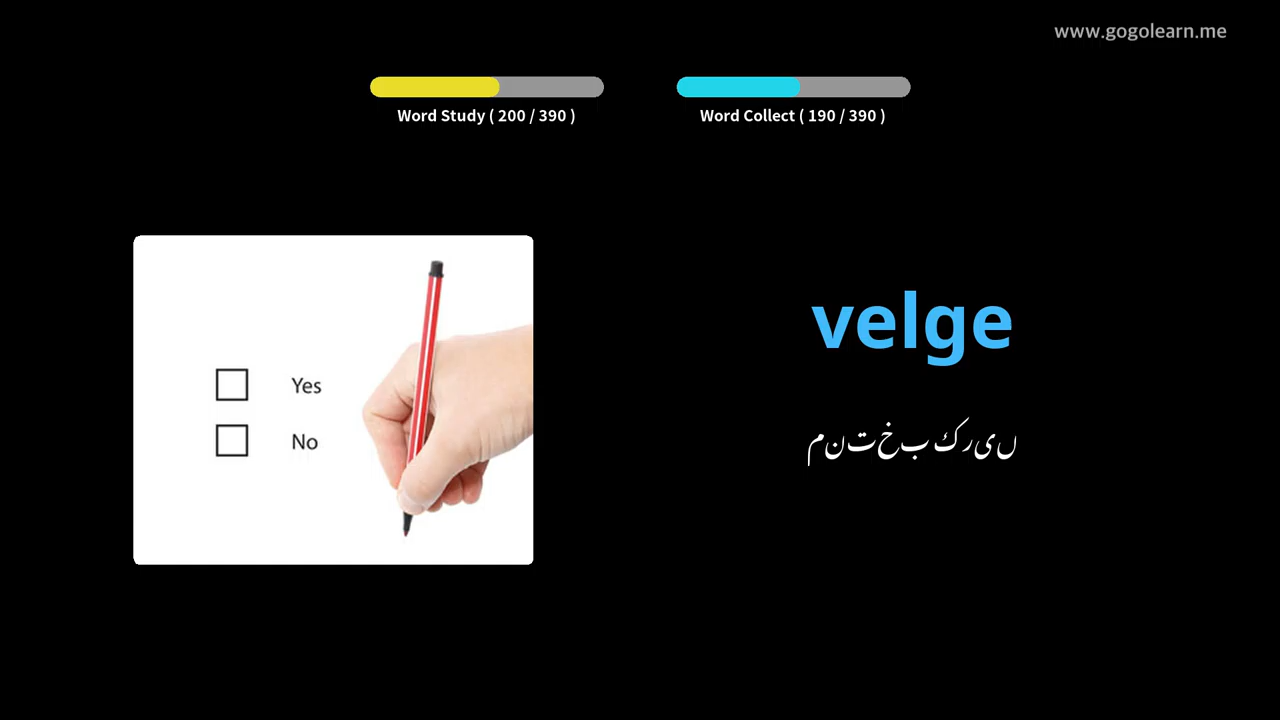 www.gogolearn.me
Word Study ( 200 / 390 )
Word Collect ( 190 / 390 )
Yes
No
velge
منتخب کریں